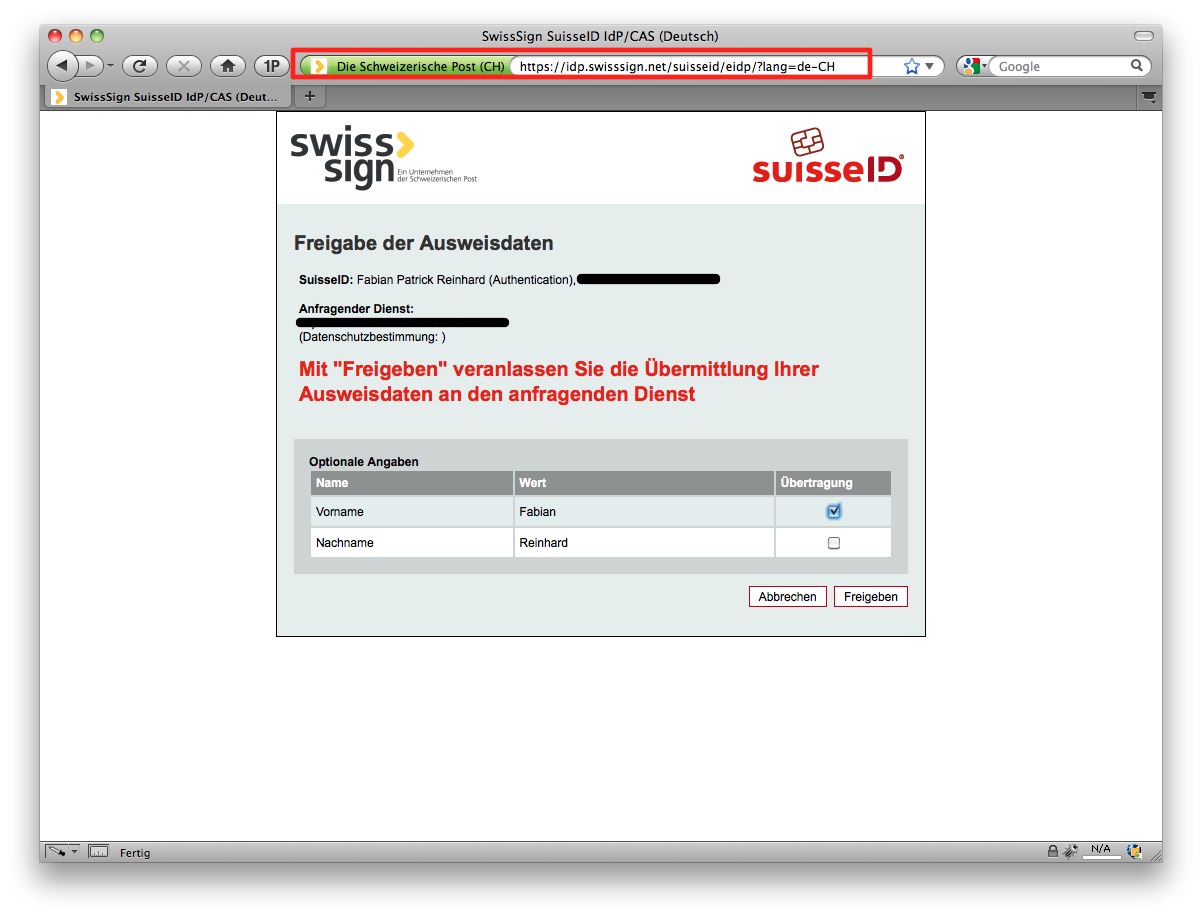 SwissSign SuisseID IdP/CAS (Deutsch)
1P
Die Schweizerische Post (CH)
https://idp.swisssign.net/suisseid/eidp/?lang=de-CH
Google
SwissSign SuisseID IdP/CAS (Deut...
swiss
sign
Ein Unternehmen
der Schweizerischen Post
suisseID®
Freigabe der Ausweisdaten
SuisseID: Fabian Patrick Reinhard (Authentication),
Anfragender Dienst:
(Datenschutzbestimmung: )
Mit "Freigeben" veranlassen Sie die Übermittlung Ihrer
Ausweisdaten an den anfragenden Dienst
Optionale Angaben
Name Wert Übertragung
Vorname Fabian
Nachname Reinhard
Abbrechen Freigeben
Fertig
N/A